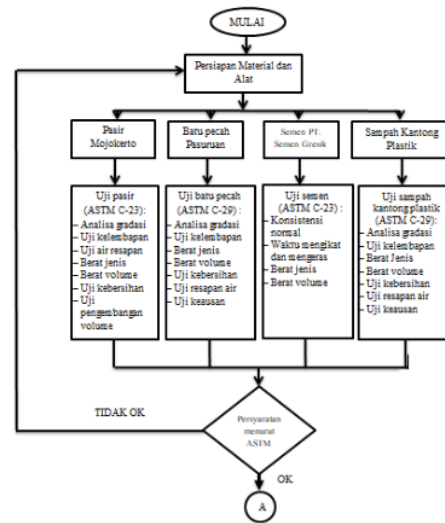 MULAI
Persiapan Material dan
Alat
Pasir
Mojokerto
Batu pecah
Pasuruan
Semen PT.
Semen Gresik
Sampah Kantong
Plastik
Uji pasir
(ASTM C-23):
– Analisa gradasi
– Uji kelembapan
– Uji air resapan
– Berat jenis
– Berat volume
– Uji kebersihan
– Uji
pengembangan
volume
Uji batu pecah
(ASTM C-29) :
– Analisa gradasi
– Uji kelembapan
– Berat jenis
– Berat volume
– Uji kebersihan
– Uji resapan air
– Uji keausan
Uji semen
(ASTM C-23) :
– Konsistensi
normal
– Waktu mengikat
dan mengeras
– Berat jenis
– Berat volume
Uji sampah
kantong plastik
(ASTM C-29):
– Analisa gradasi
– Uji kelembapan
– Berat Jenis
– Berat volume
– Uji kebersihan
– Uji resapan air
– Uji keausan
TIDAK OK
Persyaratan
menurut
ASTM
OK
A